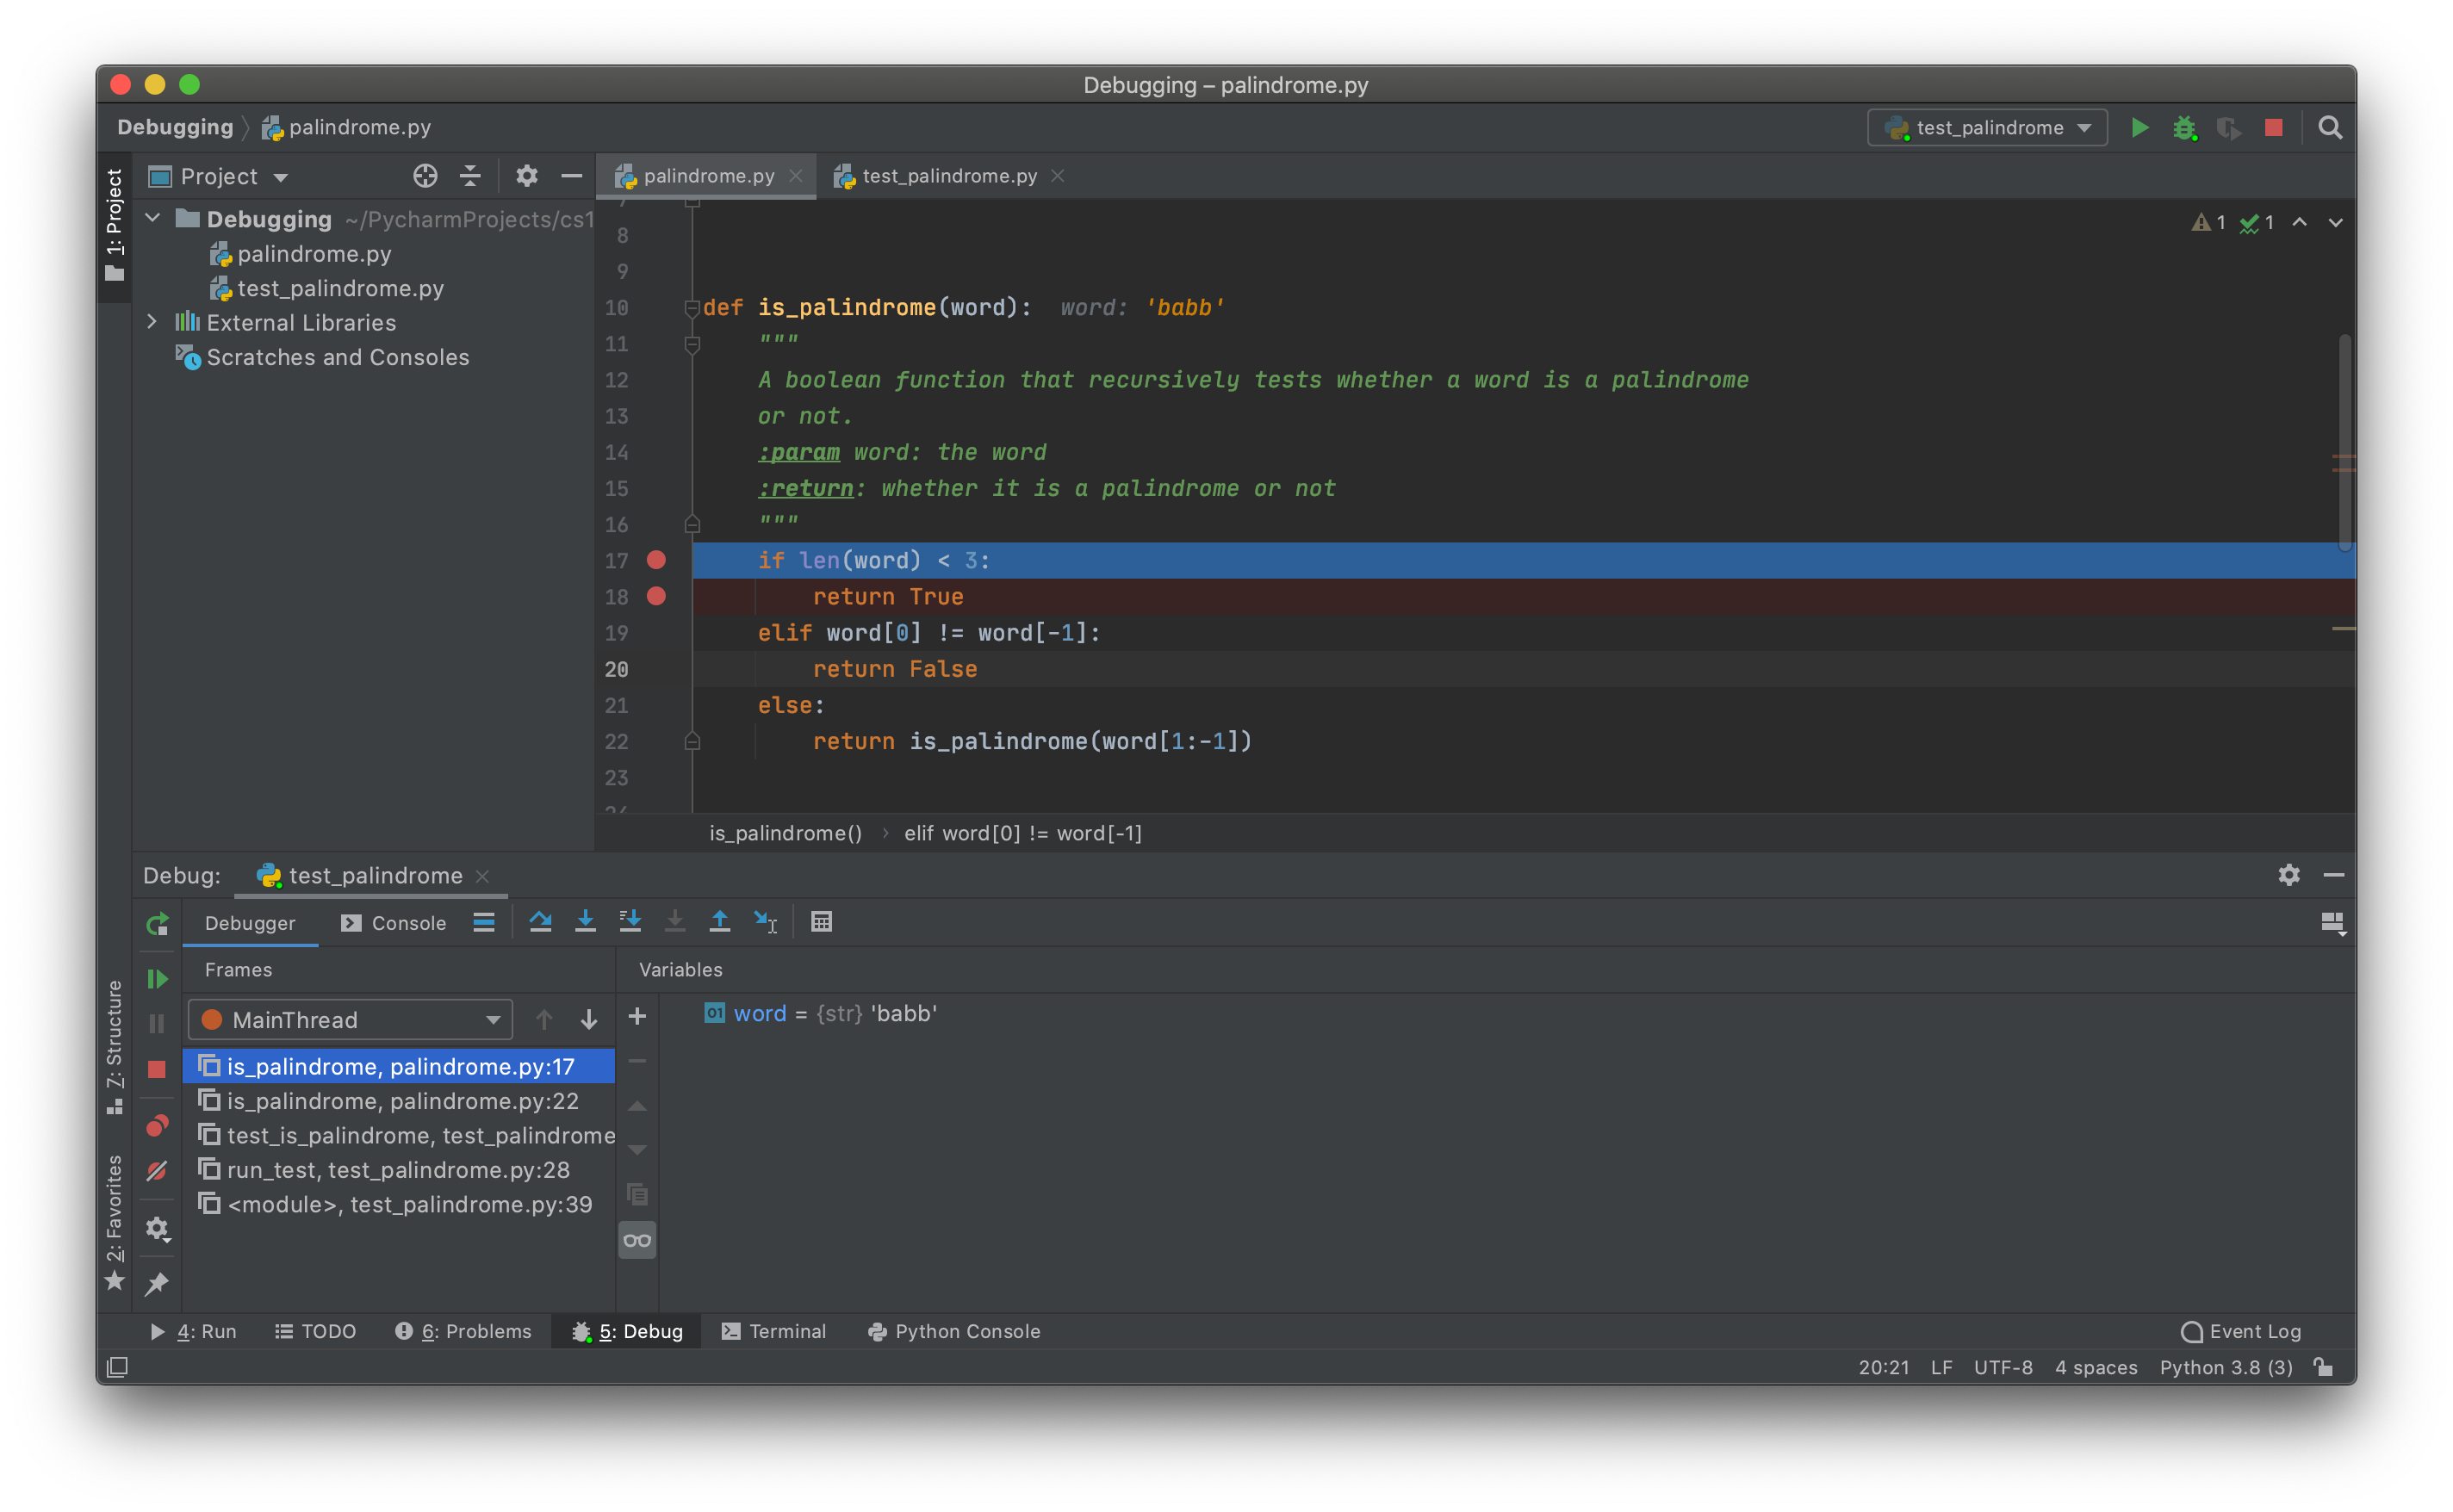 Debugging – palindrome.py
Debugging
palindrome.py
test_palindrome
1: Project
Project
palindrome.py
test_palindrome.py
Debugging ~/PycharmProjects/cs1
palindrome.py
test_palindrome.py
External Libraries
Scratches and Consoles
1 1
8
9
10 def is_palindrome(word): word: 'babb'
11 """
12 A boolean function that recursively tests whether a word is a palindrome
13 or not.
14 :param word: the word
15 :return: whether it is a palindrome or not
16 """
17 if len(word) < 3:
18 return True
19 elif word[0] != word[-1]:
20 return False
21 else:
22 return is_palindrome(word[1:-1])
23
is_palindrome() › elif word[0] != word[-1]
Debug: test_palindrome
Debugger Console
Frames Variables
MainThread
01 word = {str} 'babb'
is_palindrome, palindrome.py:17
is_palindrome, palindrome.py:22
test_is_palindrome, test_palindrome
run_test, test_palindrome.py:28
<module>, test_palindrome.py:39
7: Structure
2: Favorites
4: Run TODO 6: Problems 5: Debug Terminal Python Console Event Log
20:21 LF UTF-8 4 spaces Python 3.8 (3)